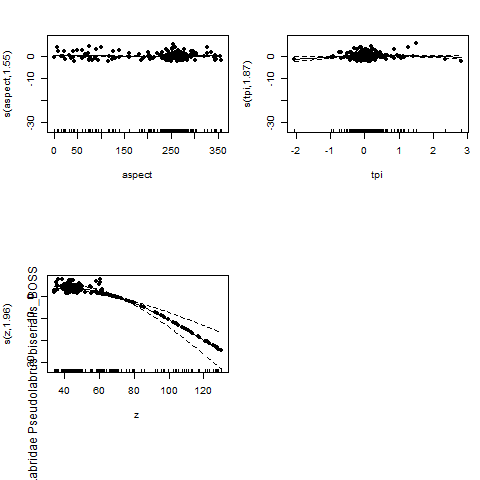 s(aspect,1.55)
0
-10
-30
0 50 150 250 350
aspect
s(tpi,1.87)
0
-10
-30
-2 -1 0 1 2 3
tpi
s(z,1.96)
40 60 80 100 120
z
abridae Pseudolabrus biserialis_BOSS